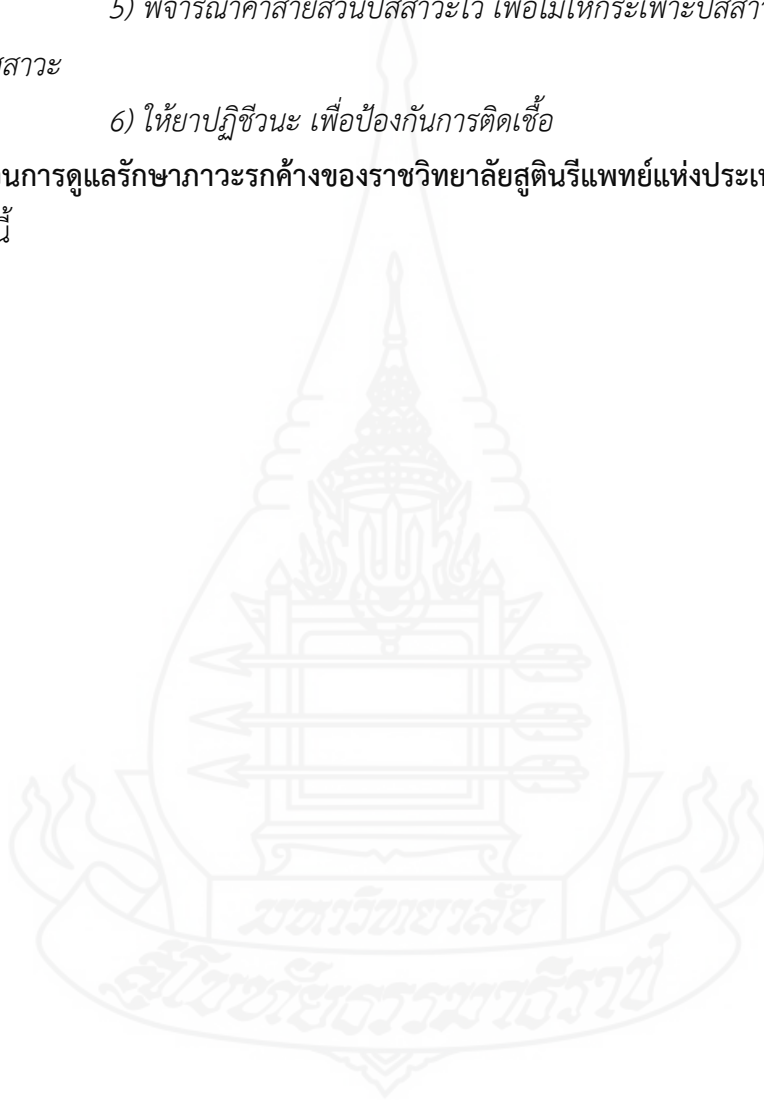 5) พิจารณาคาสายสวนปัสสาวะไว้ เพื่อไม่ให้กระเพาะปัสสา
สสาวะ
6) ให้ยาปฏิชีวนะ เพื่อป้องกันการติดเชื้อ
นการดูแลรักษาภาวะรกค้างของราชวิทยาลัยสูตินรีแพทย์แห่งประเท
นี้
มหาวิทยาลัย
สุโขทัยธรรมาธิราช